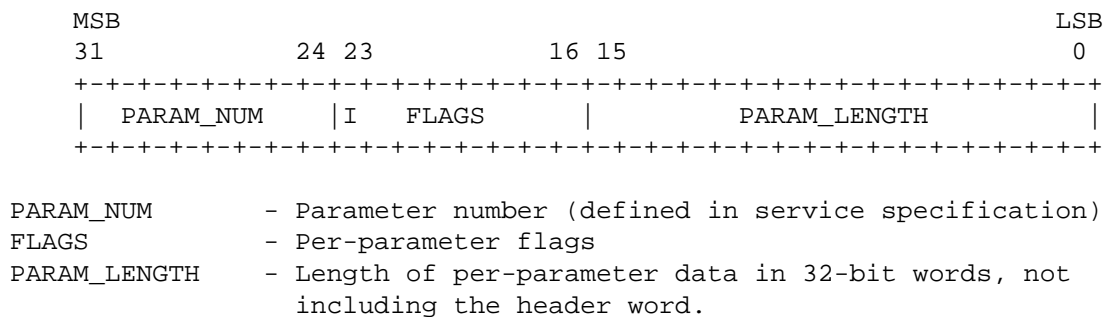 MSB                                                           LSB
31            24 23             16 15                            0
+-+-+-+-+-+-+-+-+-+-+-+-+-+-+-+-+-+-+-+-+-+-+-+-+-+-+-+-+-+-+-+-+
|  PARAM_NUM    |I   FLAGS      |         PARAM_LENGTH          |
+-+-+-+-+-+-+-+-+-+-+-+-+-+-+-+-+-+-+-+-+-+-+-+-+-+-+-+-+-+-+-+-+
PARAM_NUM       - Parameter number (defined in service specification)
FLAGS           - Per-parameter flags
PARAM_LENGTH    - Length of per-parameter data in 32-bit words, not
including the header word.